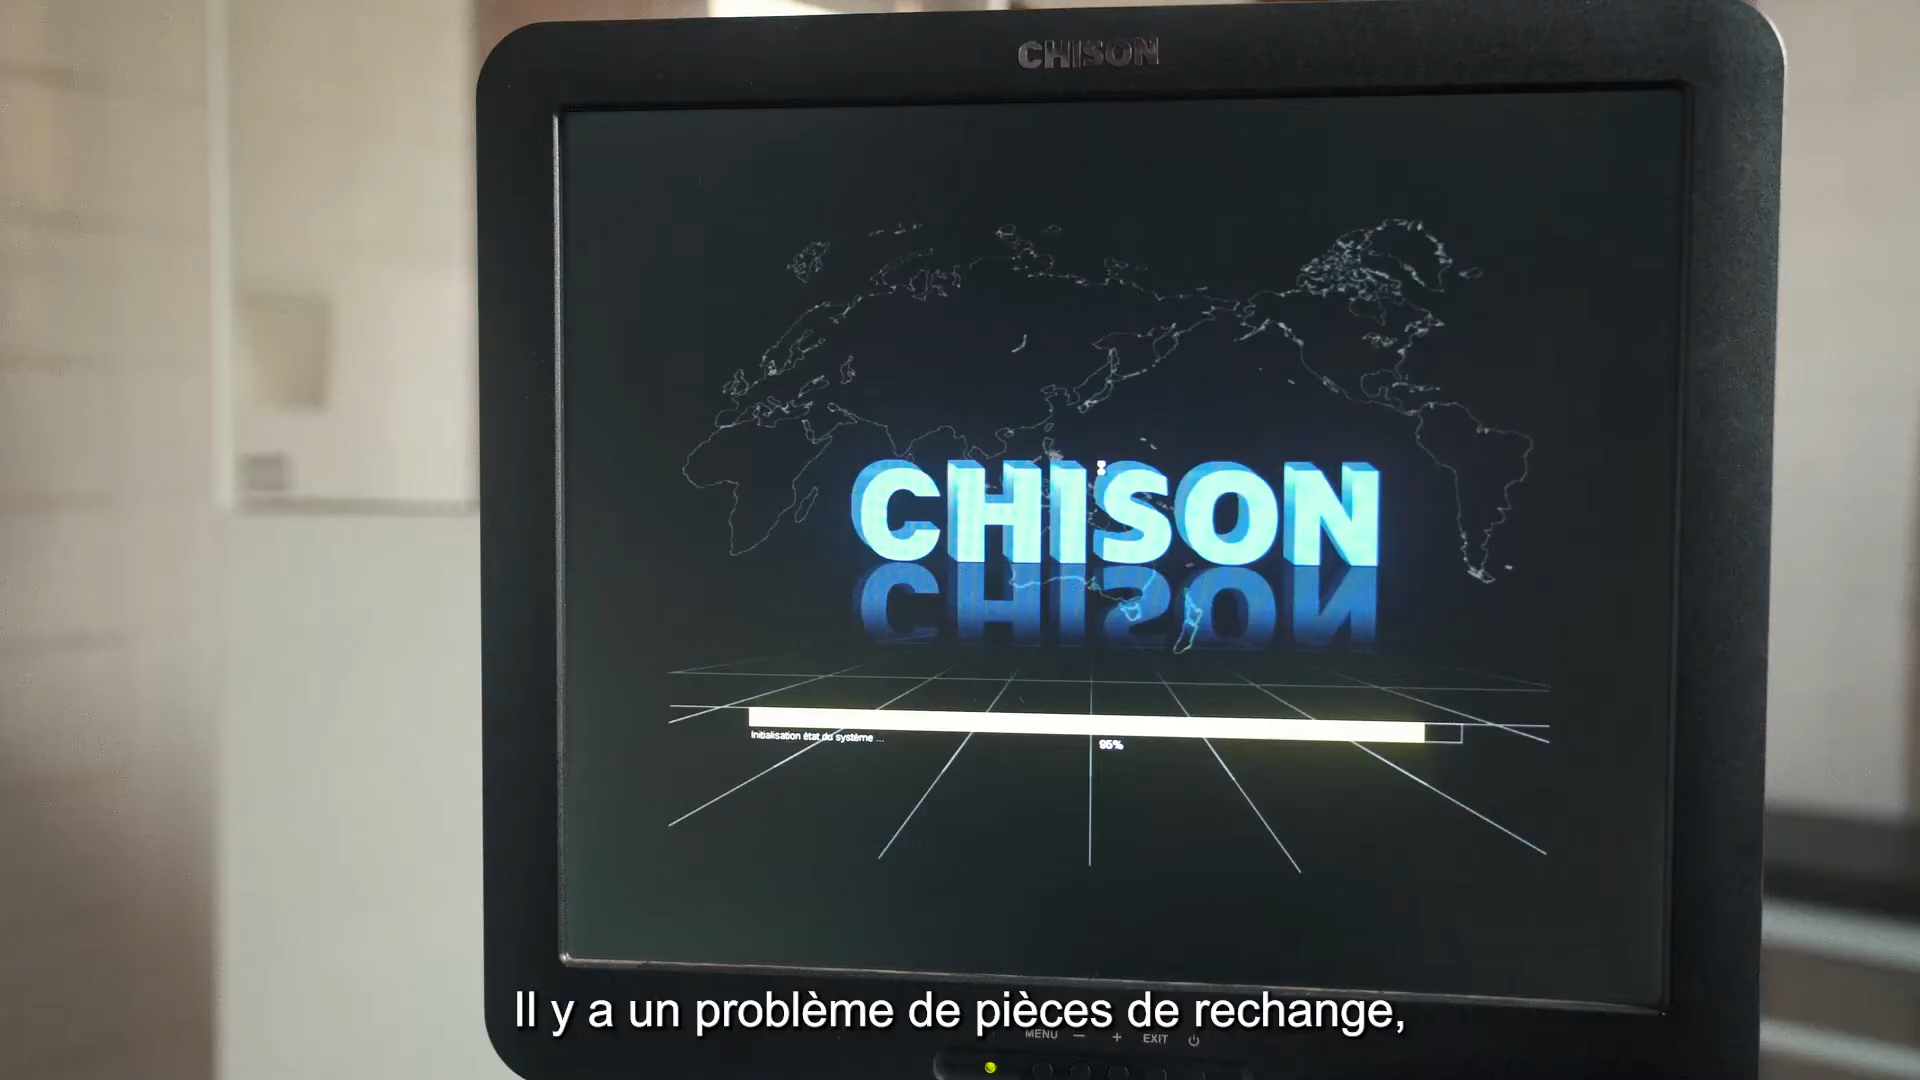 CHISON
CHISON
Initialisation état du système ...
95%
Il y a un problème de pièces de rechange,
MENU − + EXIT